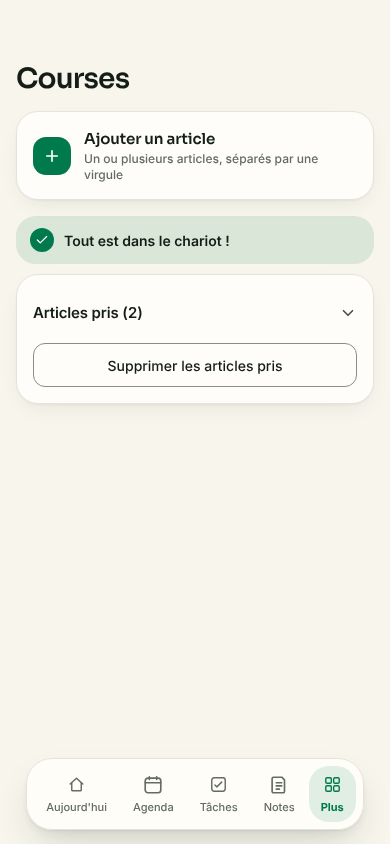 Courses
Ajouter un article
Un ou plusieurs articles, séparés par une
virgule
Tout est dans le chariot !
Articles pris (2)
Supprimer les articles pris
Aujourd'hui
Agenda
Tâches
Notes
Plus